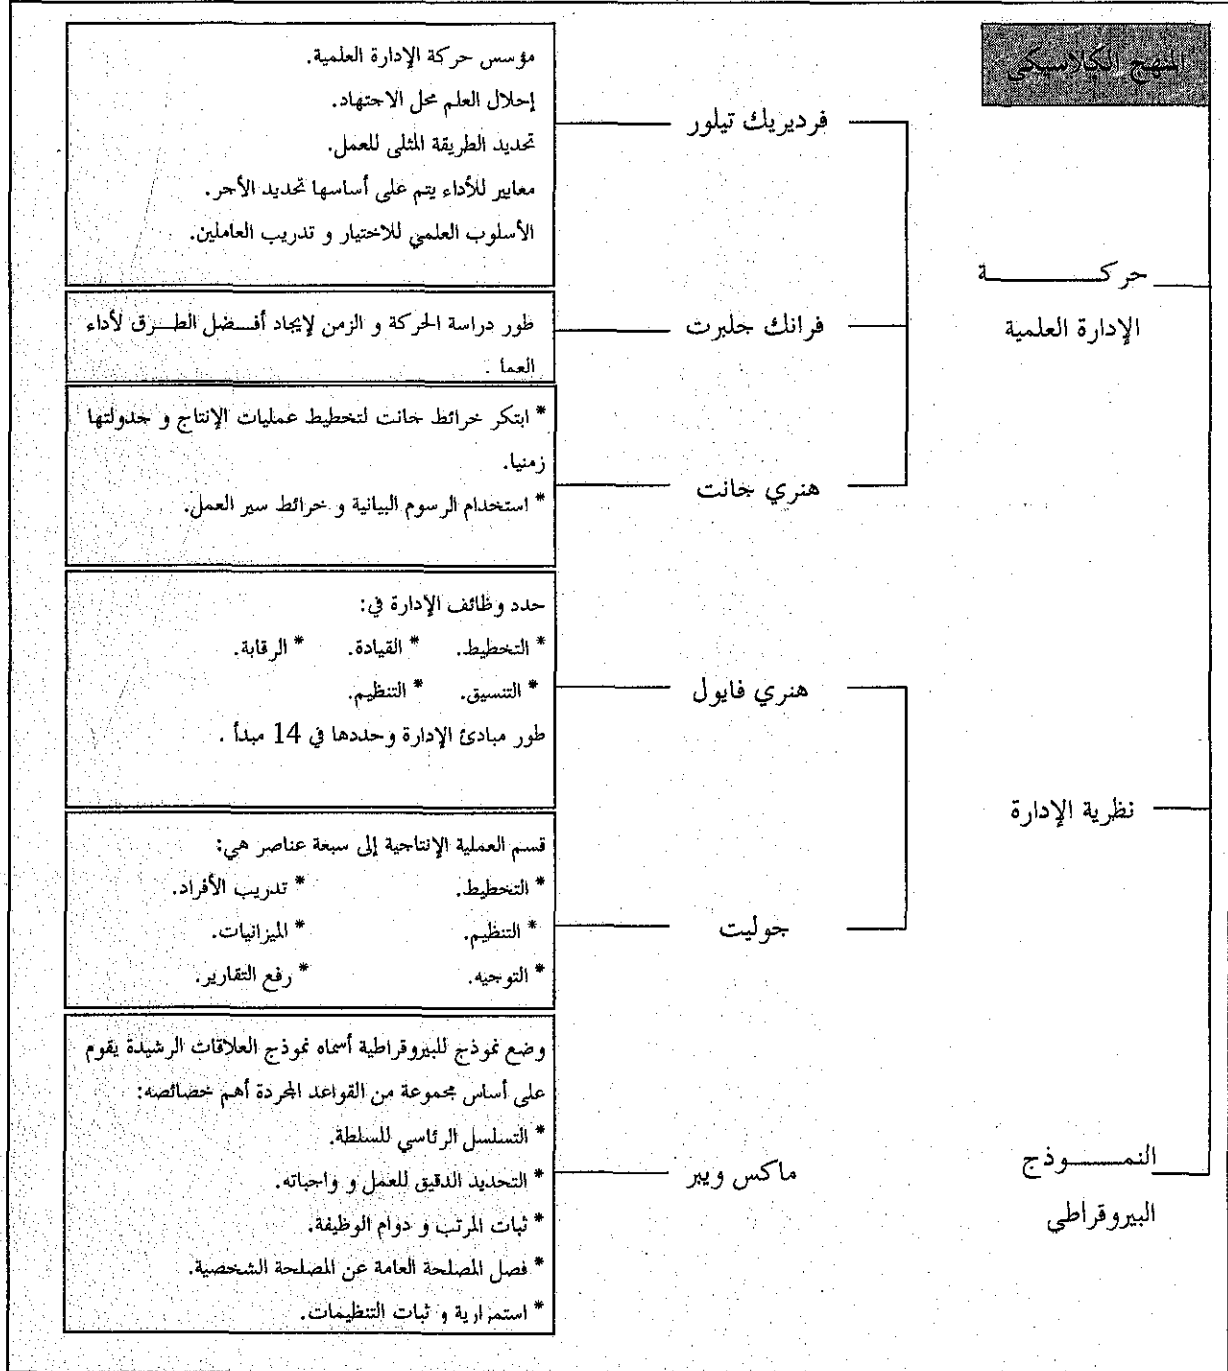 المنهج الكلاسيكي
حركـــــــة
الإدارة العلمية
فرديريك تيلور
مؤسس حركة الإدارة العلمية.
إحلال العلم محل الاجتهاد.
تحديد الطريقة المثلى للعمل.
معايير للأداء يتم على أساسها تحديد الأجر.
الأسلوب العلمي للاختيار و تدريب العاملين.
فرانك جلبرت
طور دراسة الحركة و الزمن لإيجاد أفـــضل الطـــرق لأداء
العما .
هنري جانت
* ابتكر خرائط جانت لتخطيط عمليات الإنتاج و جدولتها
زمنيا.
* استخدام الرسوم البيانية و خرائط سير العمل.
نظرية الإدارة
هنري فايول
حدد وظائف الإدارة في:
* التخطيط. * القيادة. * الرقابة.
* التنسيق. * التنظيم.
طور مبادئ الإدارة وحددها في 14 مبدأ .
جوليت
قسم العملية الإنتاجية إلى سبعة عناصر هي:
* التخطيط. * تدريب الأفراد.
* التنظيم. * الميزانيات.
* التوجيه. * رفع التقارير.
النمـــــوذج
البيروقراطي
ماكس ويبر
وضع نموذج للبيروقراطية أسماه نموذج العلاقات الرشيدة يقوم
على أساس مجموعة من القواعد المجردة أهم خصائصه:
* التسلسل الرئاسي للسلطة.
* التحديد الدقيق للعمل و واجباته.
* ثبات المرتب و دوام الوظيفة.
* فصل المصلحة العامة عن المصلحة الشخصية.
* استمرارية و ثبات التنظيمات.